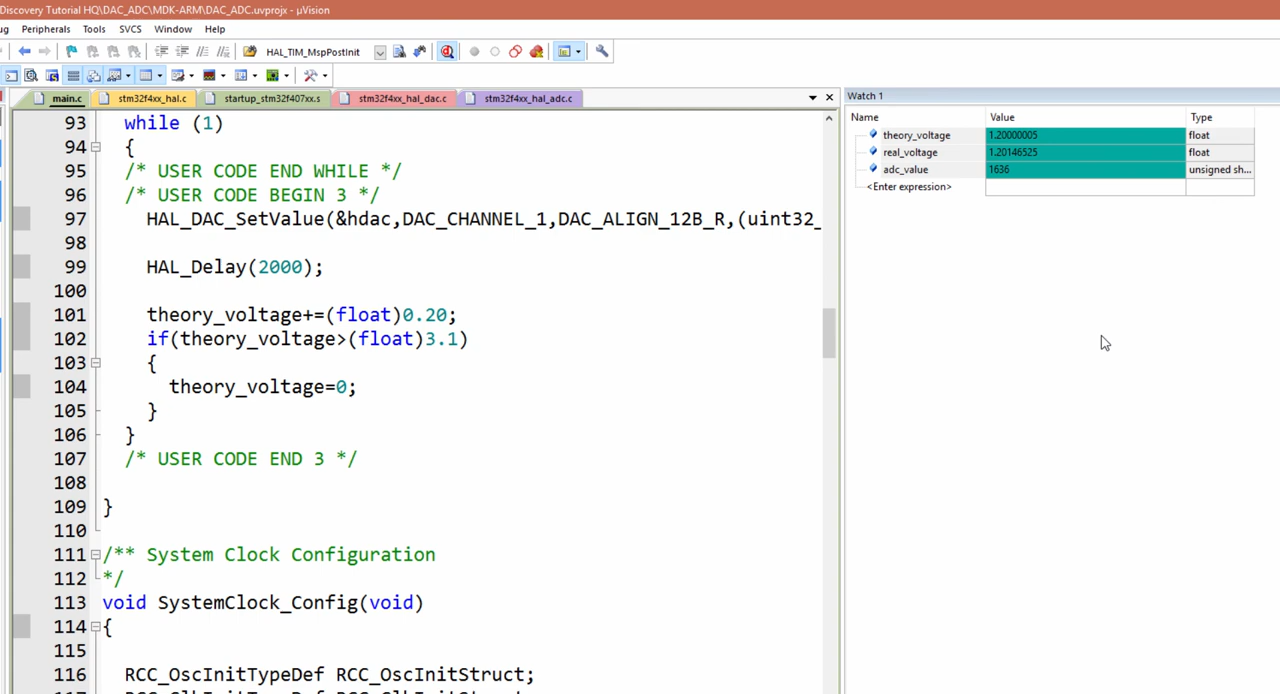 Discovery Tutorial HQ\DAC_ADC\MDK-ARM\DAC_ADC.uvprojx - µVision
ug Peripherals Tools SVCS Window Help
HAL_TIM_MspPostInit
main.c stm32f4xx_hal.c startup_stm32f407xx.s stm32f4xx_hal_dac.c stm32f4xx_hal_adc.c
93 while (1)
94 {
95 /* USER CODE END WHILE */
96 /* USER CODE BEGIN 3 */
97 HAL_DAC_SetValue(&hdac,DAC_CHANNEL_1,DAC_ALIGN_12B_R,(uint32_
98
99 HAL_Delay(2000);
100
101 theory_voltage+=(float)0.20;
102 if(theory_voltage>(float)3.1)
103 {
104 theory_voltage=0;
105 }
106 }
107 /* USER CODE END 3 */
108
109 }
110
111 /** System Clock Configuration
112 */
113 void SystemClock_Config(void)
114 {
115
116 RCC_OscInitTypeDef RCC_OscInitStruct;
Watch 1
Name Value Type
theory_voltage 1.20000005 float
real_voltage 1.20146525 float
adc_value 1636 unsigned sh...
<Enter expression>